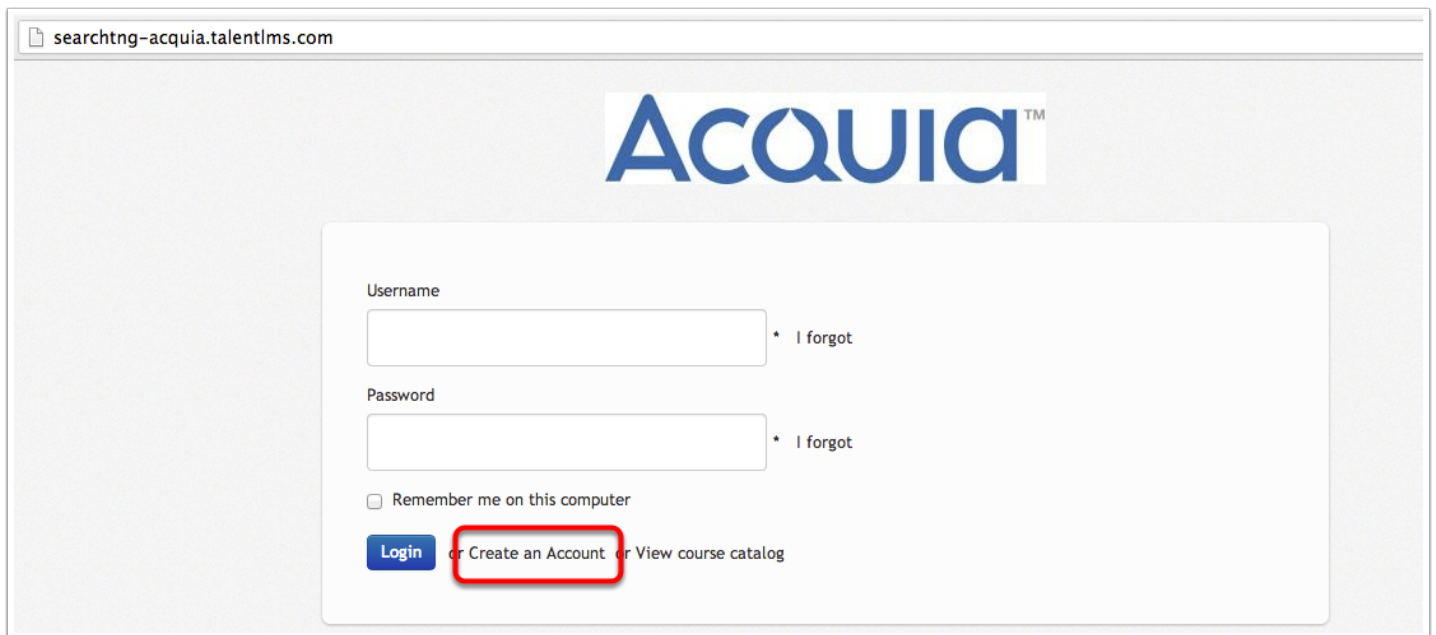 searchtng-acquia.talentlms.com
Acquia™
Username
* I forgot
Password
* I forgot
Remember me on this computer
Login or Create an Account or View course catalog